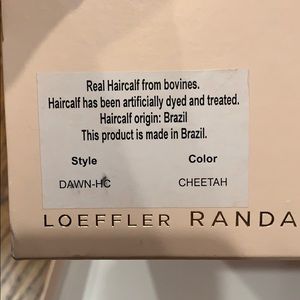 Real Haircalf from bovines.
Haircalf has been artificially dyed and treated.
Haircalf origin: Brazil
This product is made in Brazil.
Style Color
DAWN-HC CHEETAH
LOEFFLER RANDA